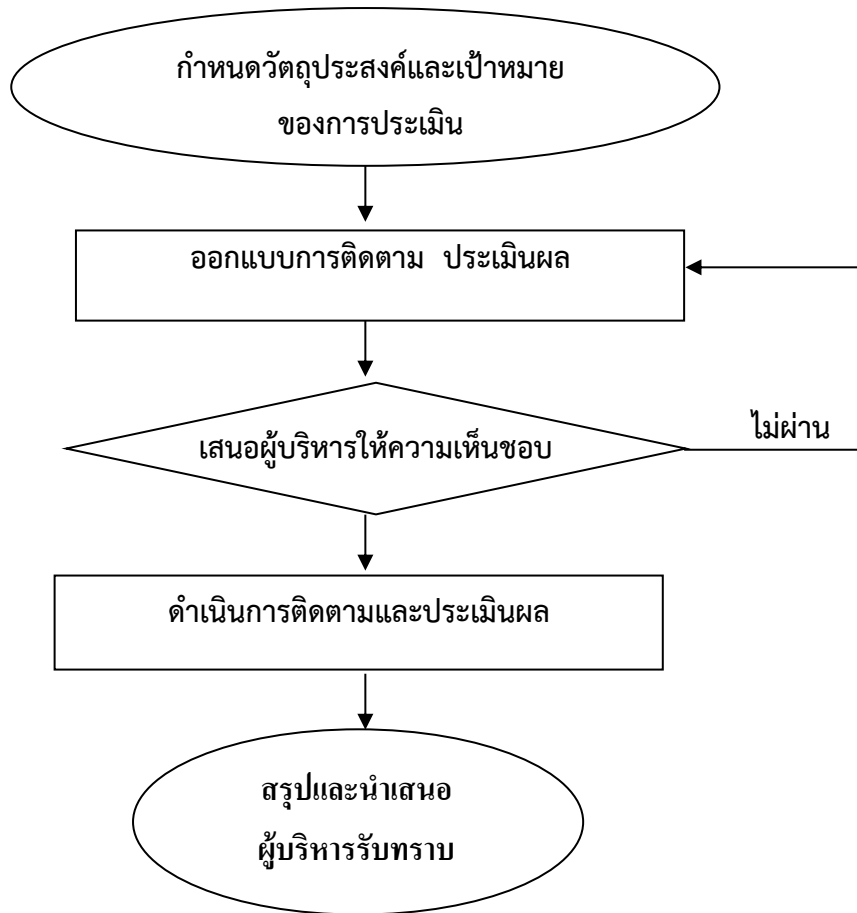 กำหนดวัตถุประสงค์และเป้าหมาย
ของการประเมิน
ออกแบบการติดตาม ประเมินผล
เสนอผู้บริหารให้ความเห็นชอบ
ไม่ผ่าน
ดำเนินการติดตามและประเมินผล
สรุปและนำเสนอ
ผู้บริหารรับทราบ